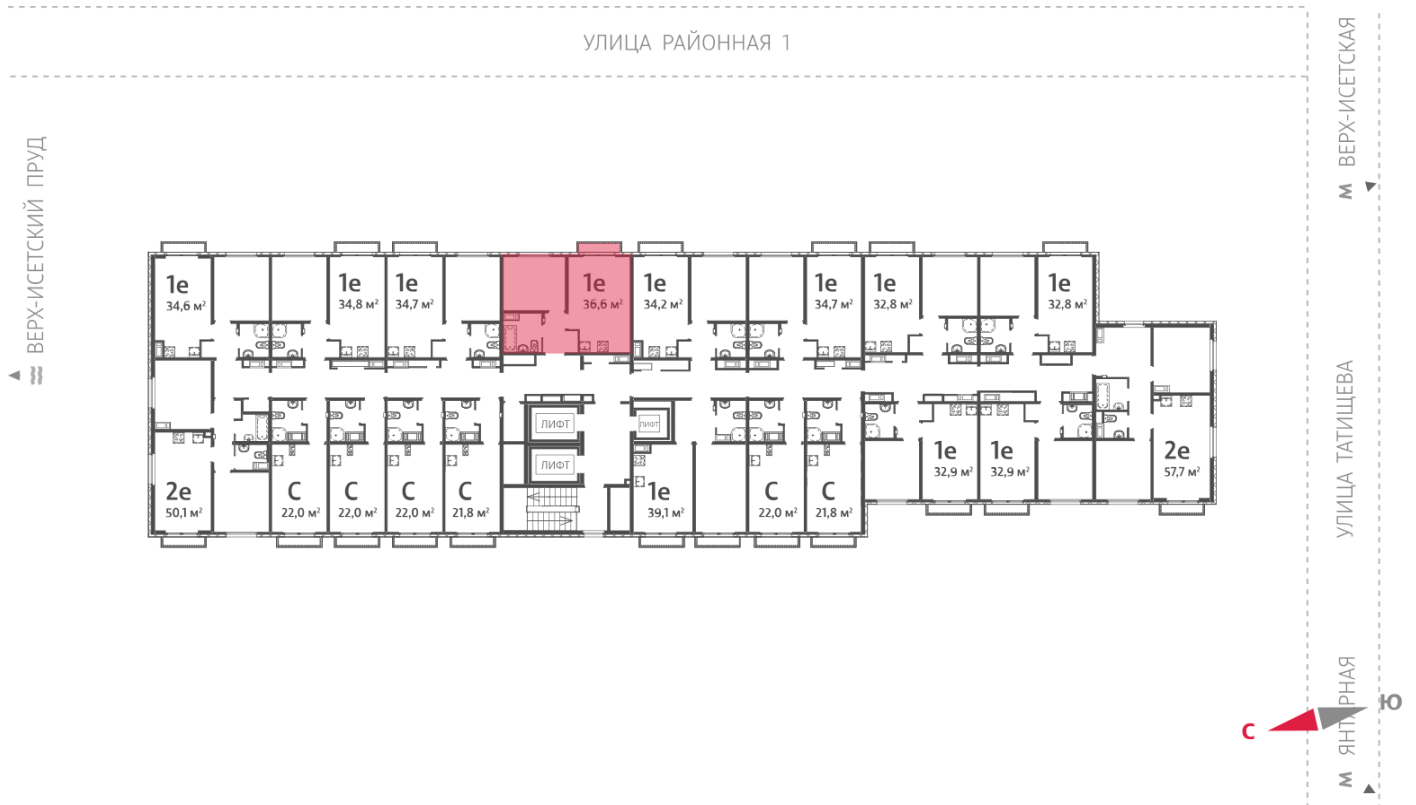 УЛИЦА РАЙОННАЯ 1
М ВЕРХ-ИСЕТСКАЯ
ВЕРХ-ИСЕТСКИЙ ПРУД
1е
34,6 м²
1е
34,8 м²
1е
34,7 м²
1е
36,6 м²
1е
34,2 м²
1е
34,7 м²
1е
32,8 м²
1е
32,8 м²
ЛИФТ
ЛИФТ
ЛИФТ
2е
50,1 м²
С
22,0 м²
С
22,0 м²
С
22,0 м²
С
21,8 м²
1е
39,1 м²
С
22,0 м²
С
21,8 м²
1е
32,9 м²
1е
32,9 м²
2е
57,7 м²
УЛИЦА ТАТИЩЕВА
М ЯНТАРНАЯ
С
Ю